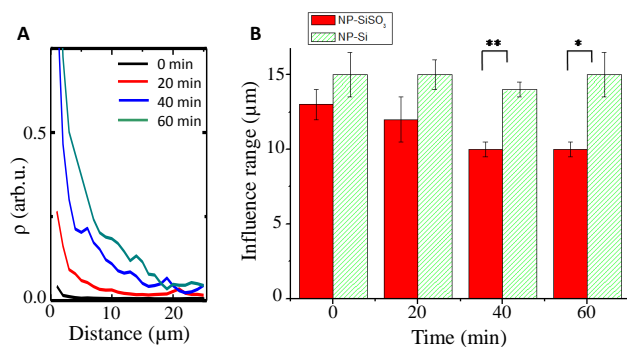 A
0 min
20 min
40 min
60 min
0.5
0.0
ρ (arb.u.)
0 10 20
Distance (µm)
B
NP-SiSO₃
NP-Si
** *
15
10
5
0
Influence range (µm)
0 20 40 60
Time (min)